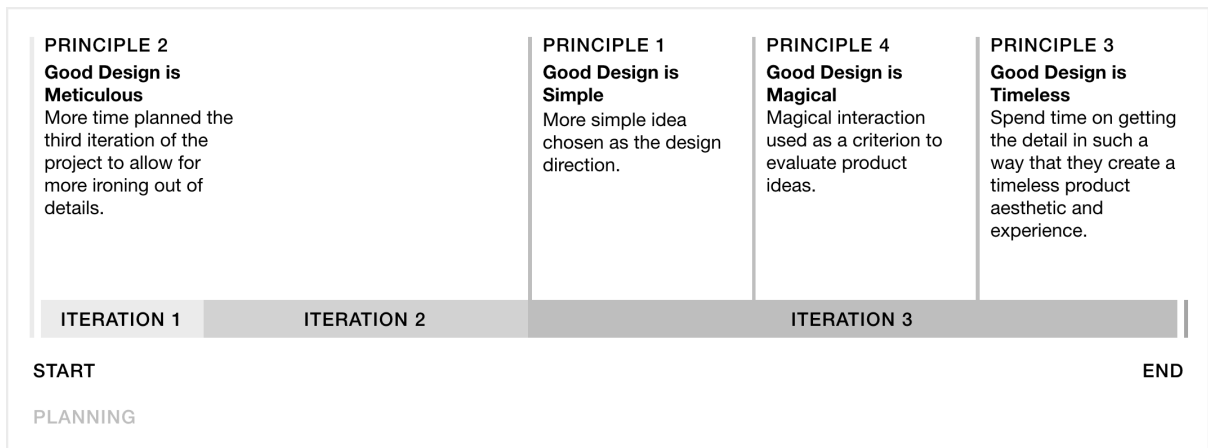 PRINCIPLE 2
Good Design is
Meticulous
More time planned the
third iteration of the
project to allow for
more ironing out of
details.
PRINCIPLE 1
Good Design is
Simple
More simple idea
chosen as the design
direction.
PRINCIPLE 4
Good Design is
Magical
Magical interaction
used as a criterion to
evaluate product
ideas.
PRINCIPLE 3
Good Design is
Timeless
Spend time on getting
the detail in such a
way that they create a
timeless product
aesthetic and
experience.
ITERATION 1
ITERATION 2
ITERATION 3
START
END
PLANNING